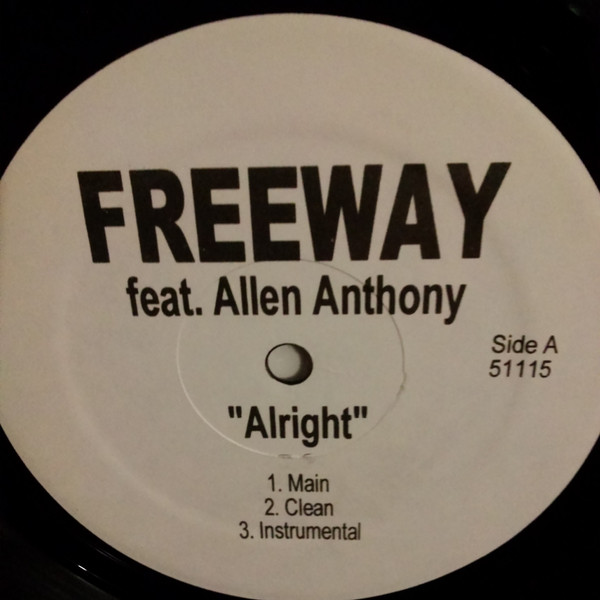 FREEWAY
feat. Allen Anthony
Side A
51115
"Alright"
1. Main
2. Clean
3. Instrumental